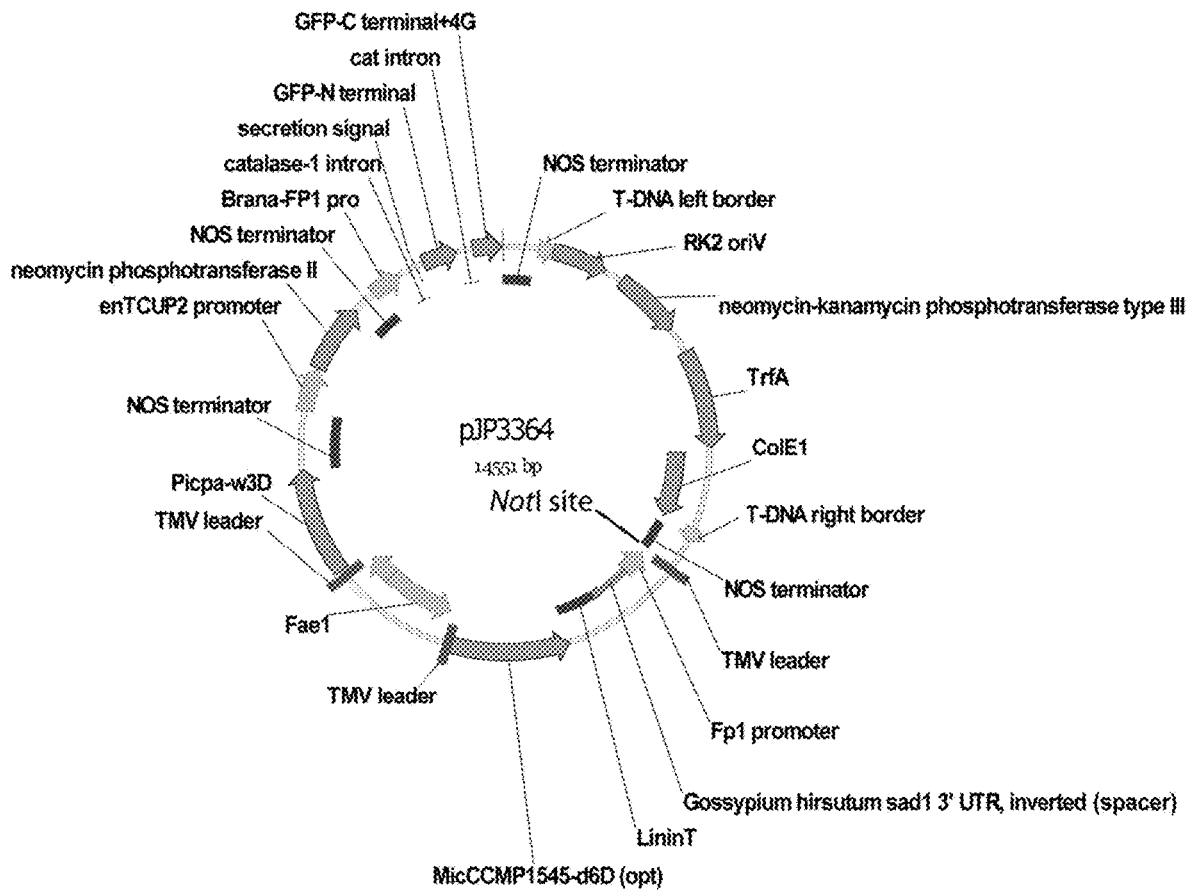 GFP-C terminal+4G
cat intron
GFP-N terminal
secretion signal
catalase-1 intron
Brana-FP1 pro
NOS terminator
neomycin phosphotransferase II
enTCUP2 promoter
NOS terminator
Picpa-w3D
TMV leader
Fae1
TMV leader
MicCCMP1545-d6D (opt)
LininT
Gossypium hirsutum sad1 3' UTR, inverted (spacer)
Fp1 promoter
TMV leader
NOS terminator
T-DNA right border
ColE1
TrfA
neomycin-kanamycin phosphotransferase type III
RK2 oriV
T-DNA left border
NOS terminator
pJP3364
14551 bp
NotI site